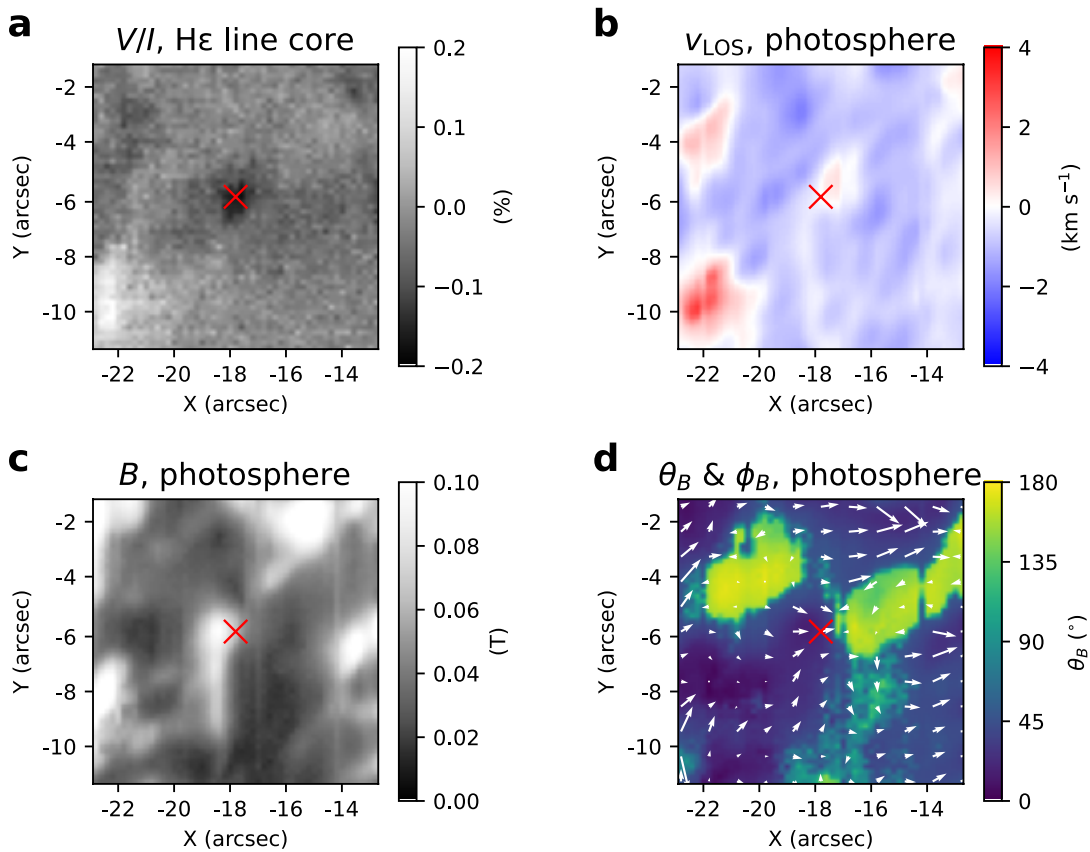 a
V/I, Hε line core
Y (arcsec)
-2
-4
-6
-8
-10
-22 -20 -18 -16 -14
X (arcsec)
0.2
0.1
0.0
−0.1
−0.2
(%)
b
v_LOS, photosphere
Y (arcsec)
-2
-4
-6
-8
-10
-22 -20 -18 -16 -14
X (arcsec)
4
2
0
−2
−4
(km s⁻¹)
c
B, photosphere
Y (arcsec)
-2
-4
-6
-8
-10
-22 -20 -18 -16 -14
X (arcsec)
0.10
0.08
0.06
0.04
0.02
0.00
(T)
d
θ_B & ϕ_B, photosphere
Y (arcsec)
-2
-4
-6
-8
-10
-22 -20 -18 -16 -14
X (arcsec)
180
135
90
45
0
θ_B (°)